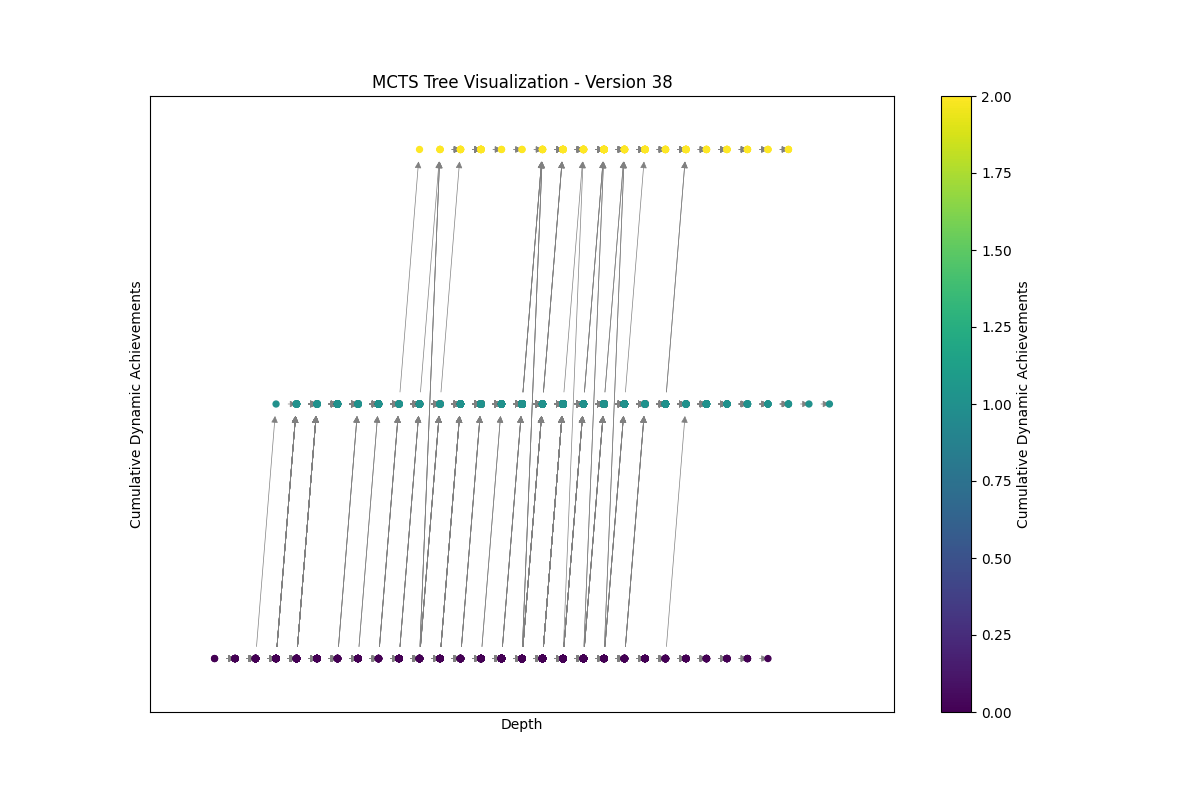 MCTS Tree Visualization - Version 38
Cumulative Dynamic Achievements
Depth
2.00
1.75
1.50
1.25
1.00
0.75
0.50
0.25
0.00
Cumulative Dynamic Achievements